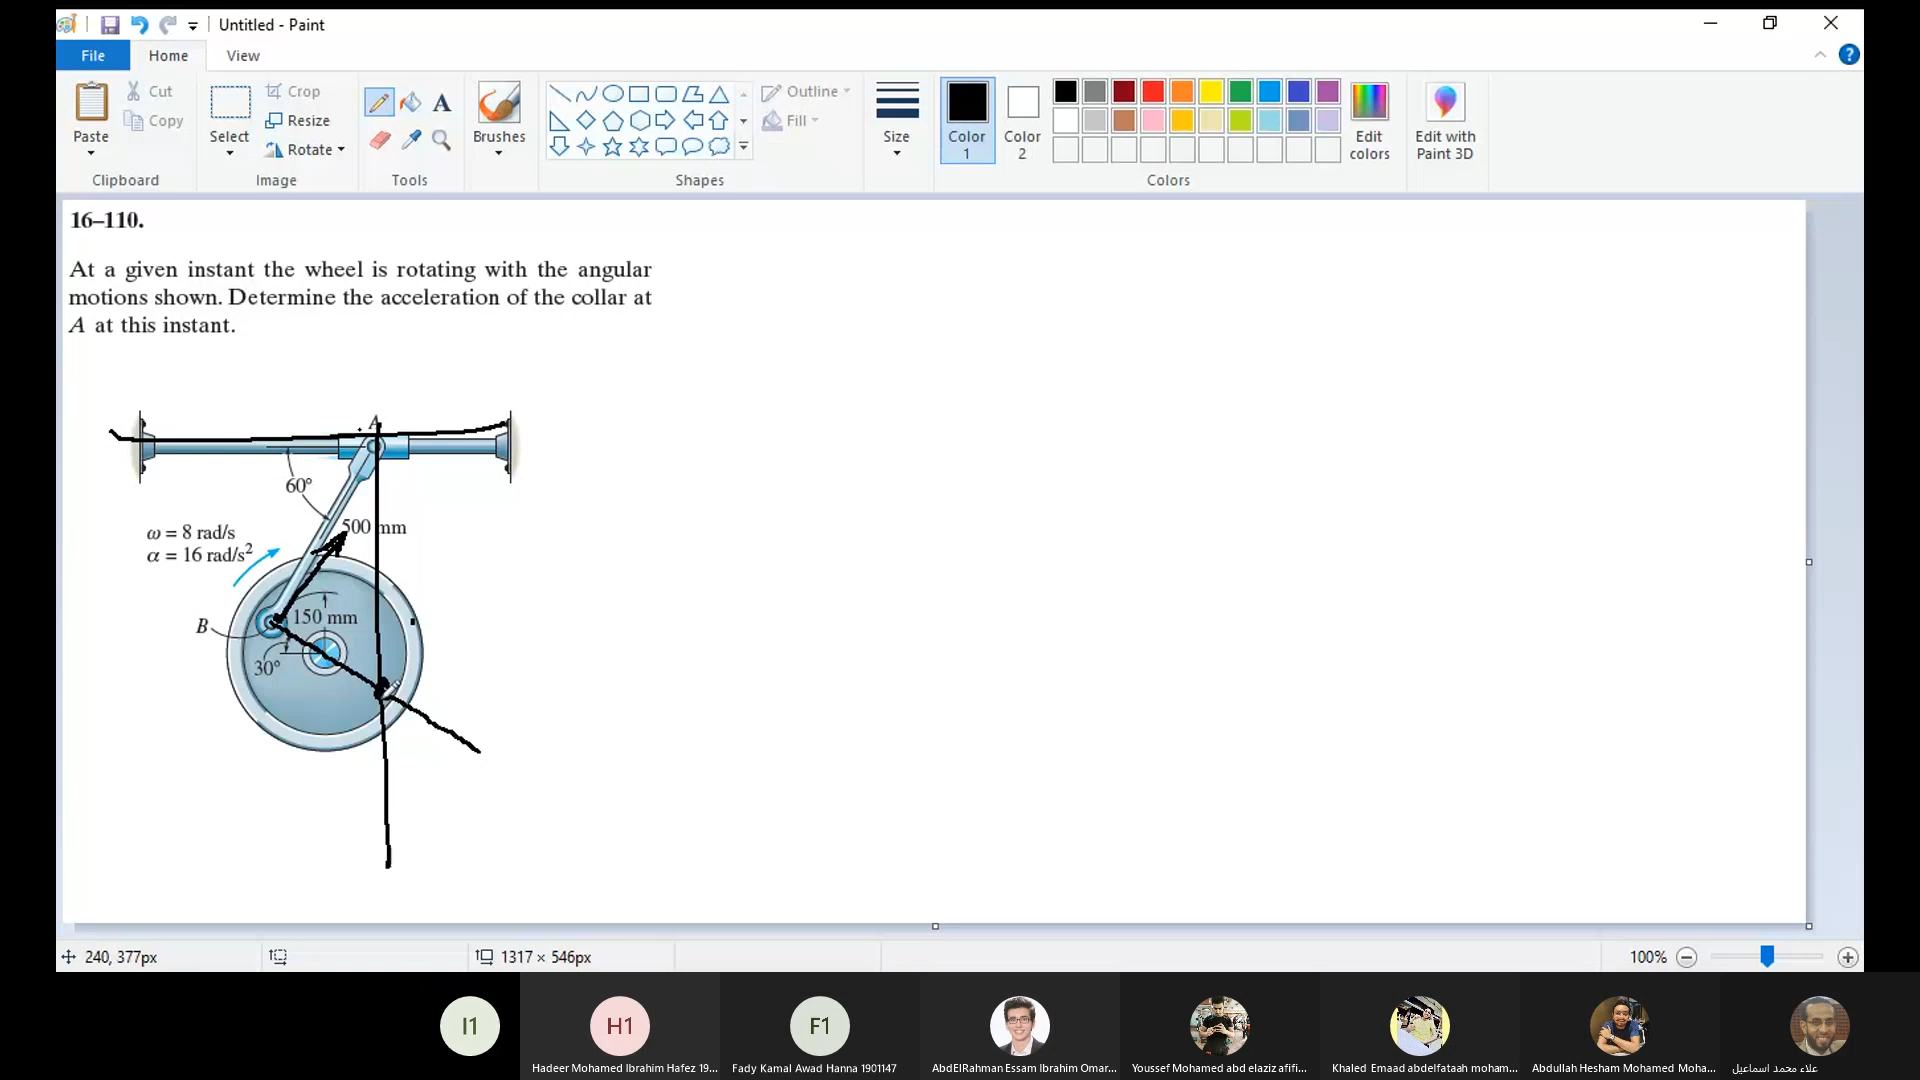 Untitled - Paint
File Home View
Paste
Cut
Copy
Clipboard
Select
Crop
Resize
Rotate
Image
Tools
Brushes
Outline
Fill
Shapes
Size
Color 1
Color 2
Edit colors
Edit with Paint 3D
Colors
16–110.
At a given instant the wheel is rotating with the angular
motions shown. Determine the acceleration of the collar at
A at this instant.
A
60°
500 mm
ω = 8 rad/s
α = 16 rad/s²
150 mm
B
30°
240, 377px
1317 × 546px
100%
I1
H1
F1
Hadeer Mohamed Ibrahim Hafez 19...
Fady Kamal Awad Hanna 1901147
AbdElRahman Essam Ibrahim Omar...
Youssef Mohamed abd elaziz afifi...
Khaled Emaad abdelfataah moham...
Abdullah Hesham Mohamed Moha...
علاء محمد اسماعيل